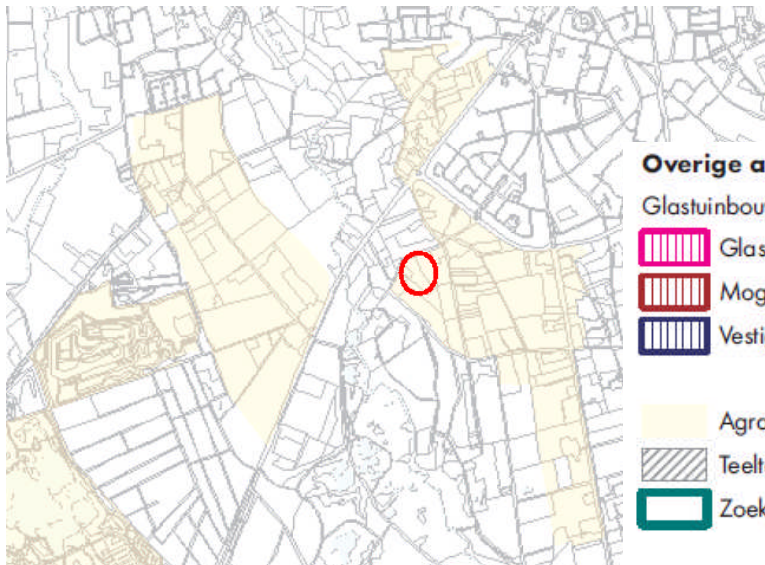 Overige a
Glastuinbou
Glas
Mog
Vesti
Agra
Teelt
Zoek